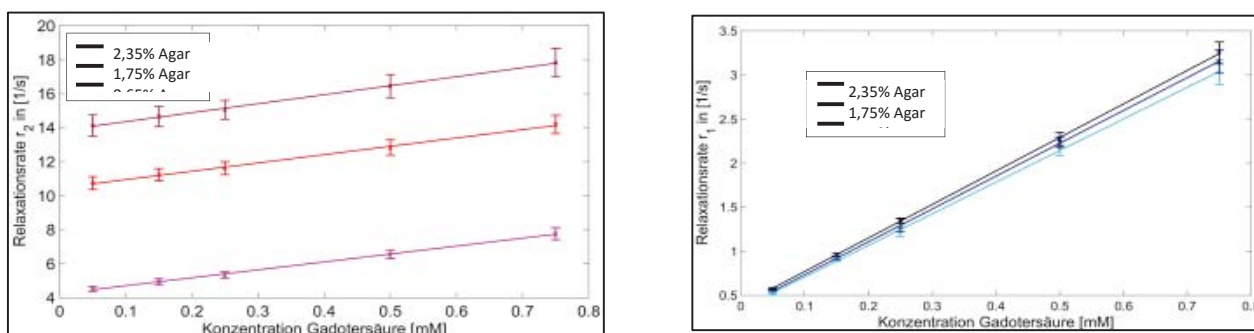 20
18
16
14
12
10
8
6
4
2,35% Agar
1,75% Agar
0 0.1 0.2 0.3 0.4 0.5 0.6 0.7 0.8
Relaxationsrate r2 in [1/s]
Konzentration Gadotersäure [mM]
3.5
3
2.5
2
1.5
1
0.5
2,35% Agar
1,75% Agar
0 0.1 0.2 0.3 0.4 0.5 0.6 0.7 0.8
Relaxationsrate r1 in [1/s]
Konzentration Gadotersäure [mM]